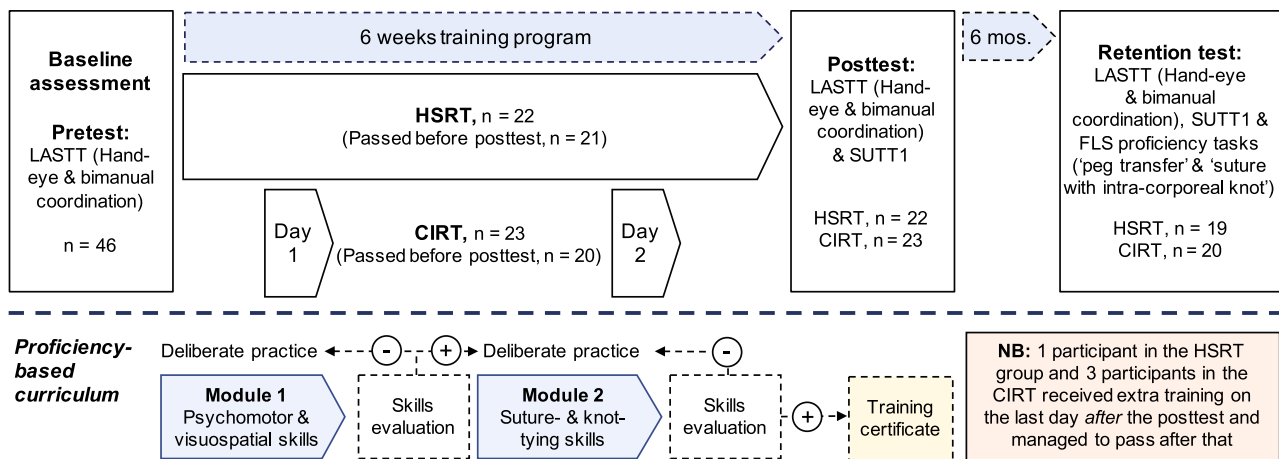 6 weeks training program
6 mos.
Baseline
assessment
Pretest:
LASTT (Hand-
eye & bimanual
coordination)
n = 46
HSRT, n = 22
(Passed before posttest, n = 21)
Day
1
CIRT, n = 23
(Passed before posttest, n = 20)
Day
2
Posttest:
LASTT (Hand-
eye & bimanual
coordination)
& SUTT1
HSRT, n = 22
CIRT, n = 23
Retention test:
LASTT (Hand-eye
& bimanual
coordination), SUTT1 &
FLS proficiency tasks
(‘peg transfer’ & ‘suture
with intra-corporeal knot’)
HSRT, n = 19
CIRT, n = 20
Proficiency-
based
curriculum
Deliberate practice
-
+
Deliberate practice
-
Module 1
Psychomotor &
visuospatial skills
Skills
evaluation
Module 2
Suture- & knot-
tying skills
Skills
evaluation
+
Training
certificate
NB: 1 participant in the HSRT
group and 3 participants in the
CIRT received extra training on
the last day after the posttest and
managed to pass after that